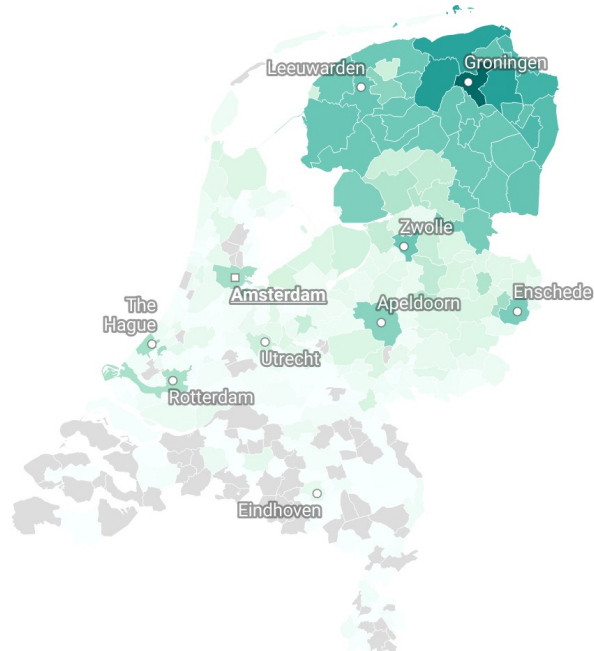 Groningen
Leeuwarden
Zwolle
Amsterdam
Enschede
The
Hague
Apeldoorn
Utrecht
Rotterdam
Eindhoven